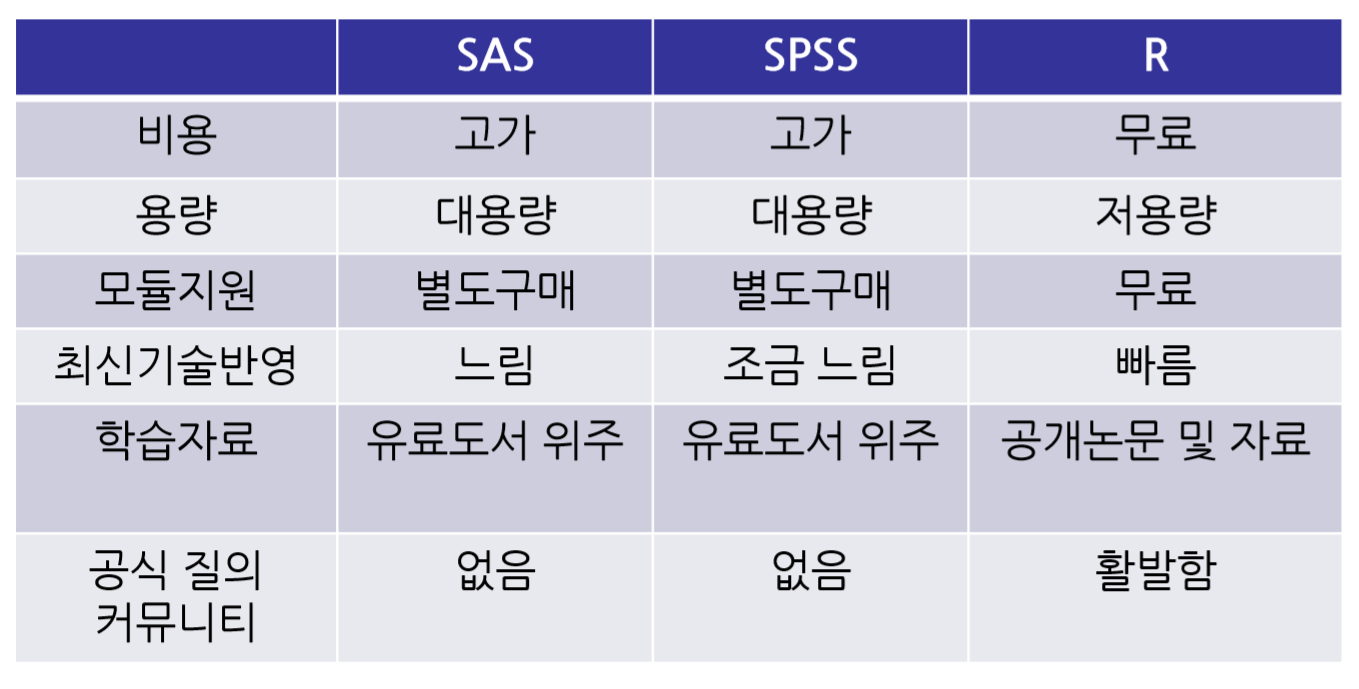 SAS SPSS R
비용 고가 고가 무료
용량 대용량 대용량 저용량
모듈지원 별도구매 별도구매 무료
최신기술반영 느림 조금 느림 빠름
학습자료 유료도서 위주 유료도서 위주 공개논문 및 자료
공식 질의 없음 없음 활발함
커뮤니티